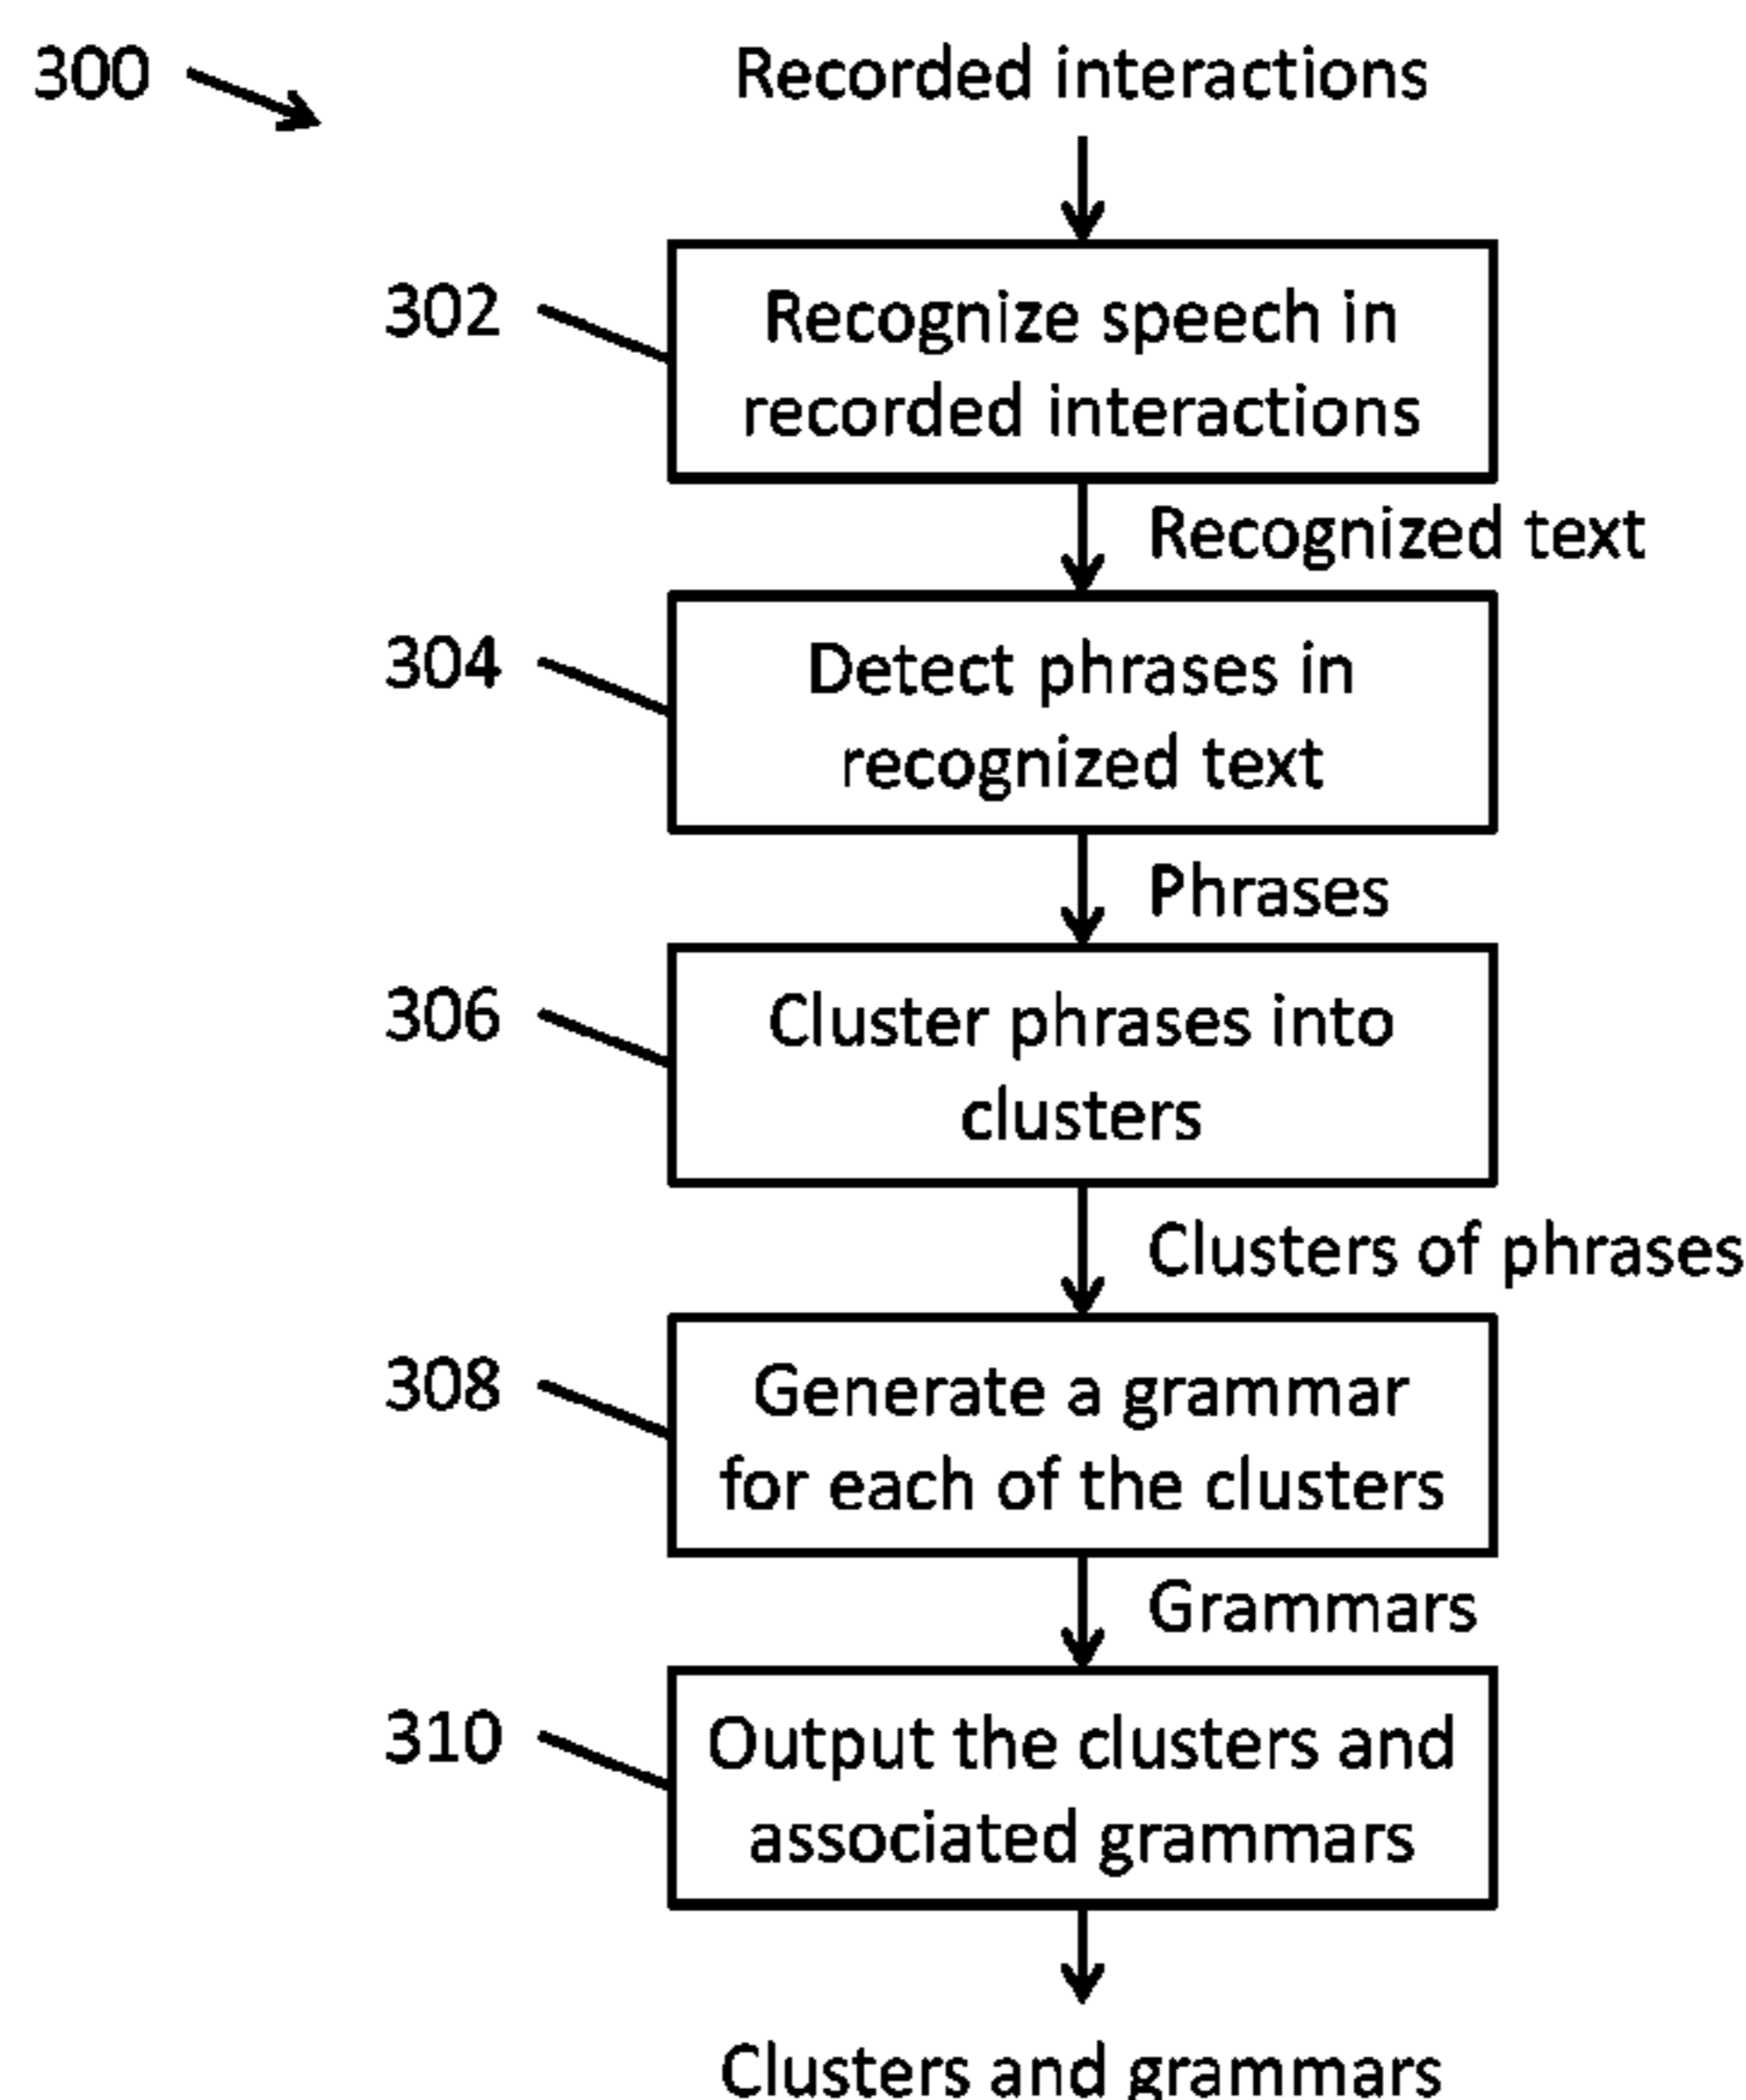 300
Recorded interactions
302
Recognize speech in
recorded interactions
Recognized text
304
Detect phrases in
recognized text
Phrases
306
Cluster phrases into
clusters
Clusters of phrases
308
Generate a grammar
for each of the clusters
Grammars
310
Output the clusters and
associated grammars
Clusters and grammars